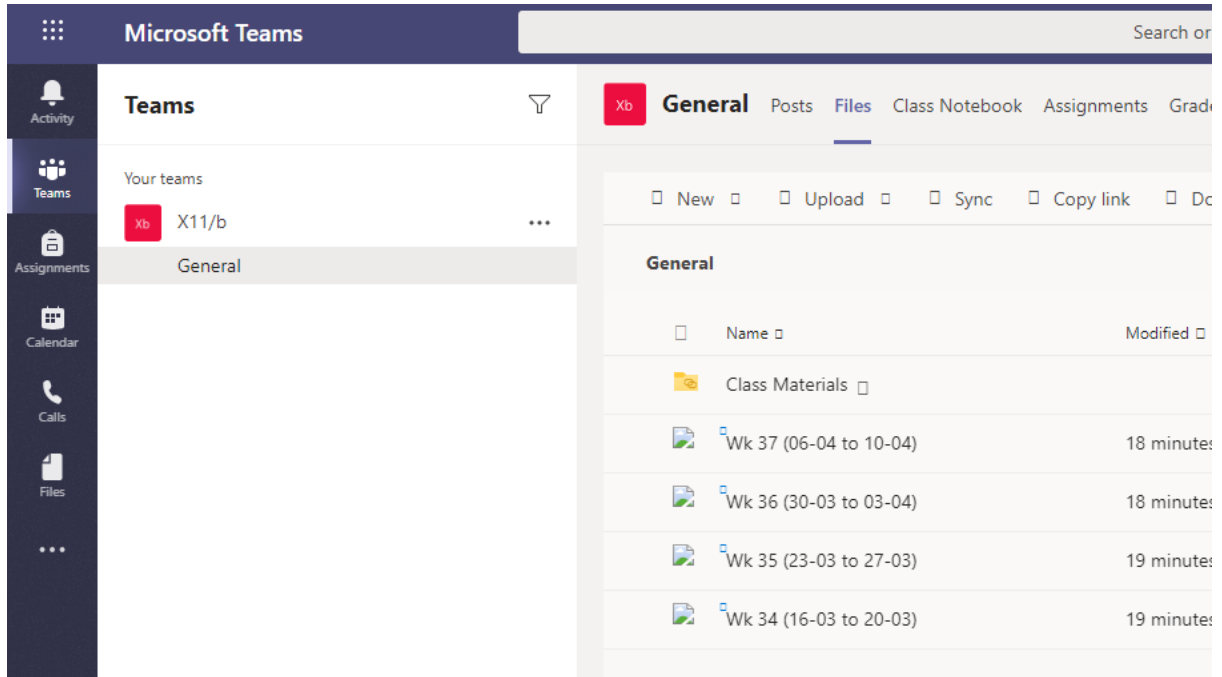 Microsoft Teams
Search or
Activity
Teams
Assignments
Calendar
Calls
Files
Teams
Your teams
Xb X11/b
General
Xb General Posts Files Class Notebook Assignments Grade
New Upload Sync Copy link Do
General
Name Modified
Class Materials
Wk 37 (06-04 to 10-04) 18 minutes
Wk 36 (30-03 to 03-04) 18 minutes
Wk 35 (23-03 to 27-03) 19 minutes
Wk 34 (16-03 to 20-03) 19 minutes